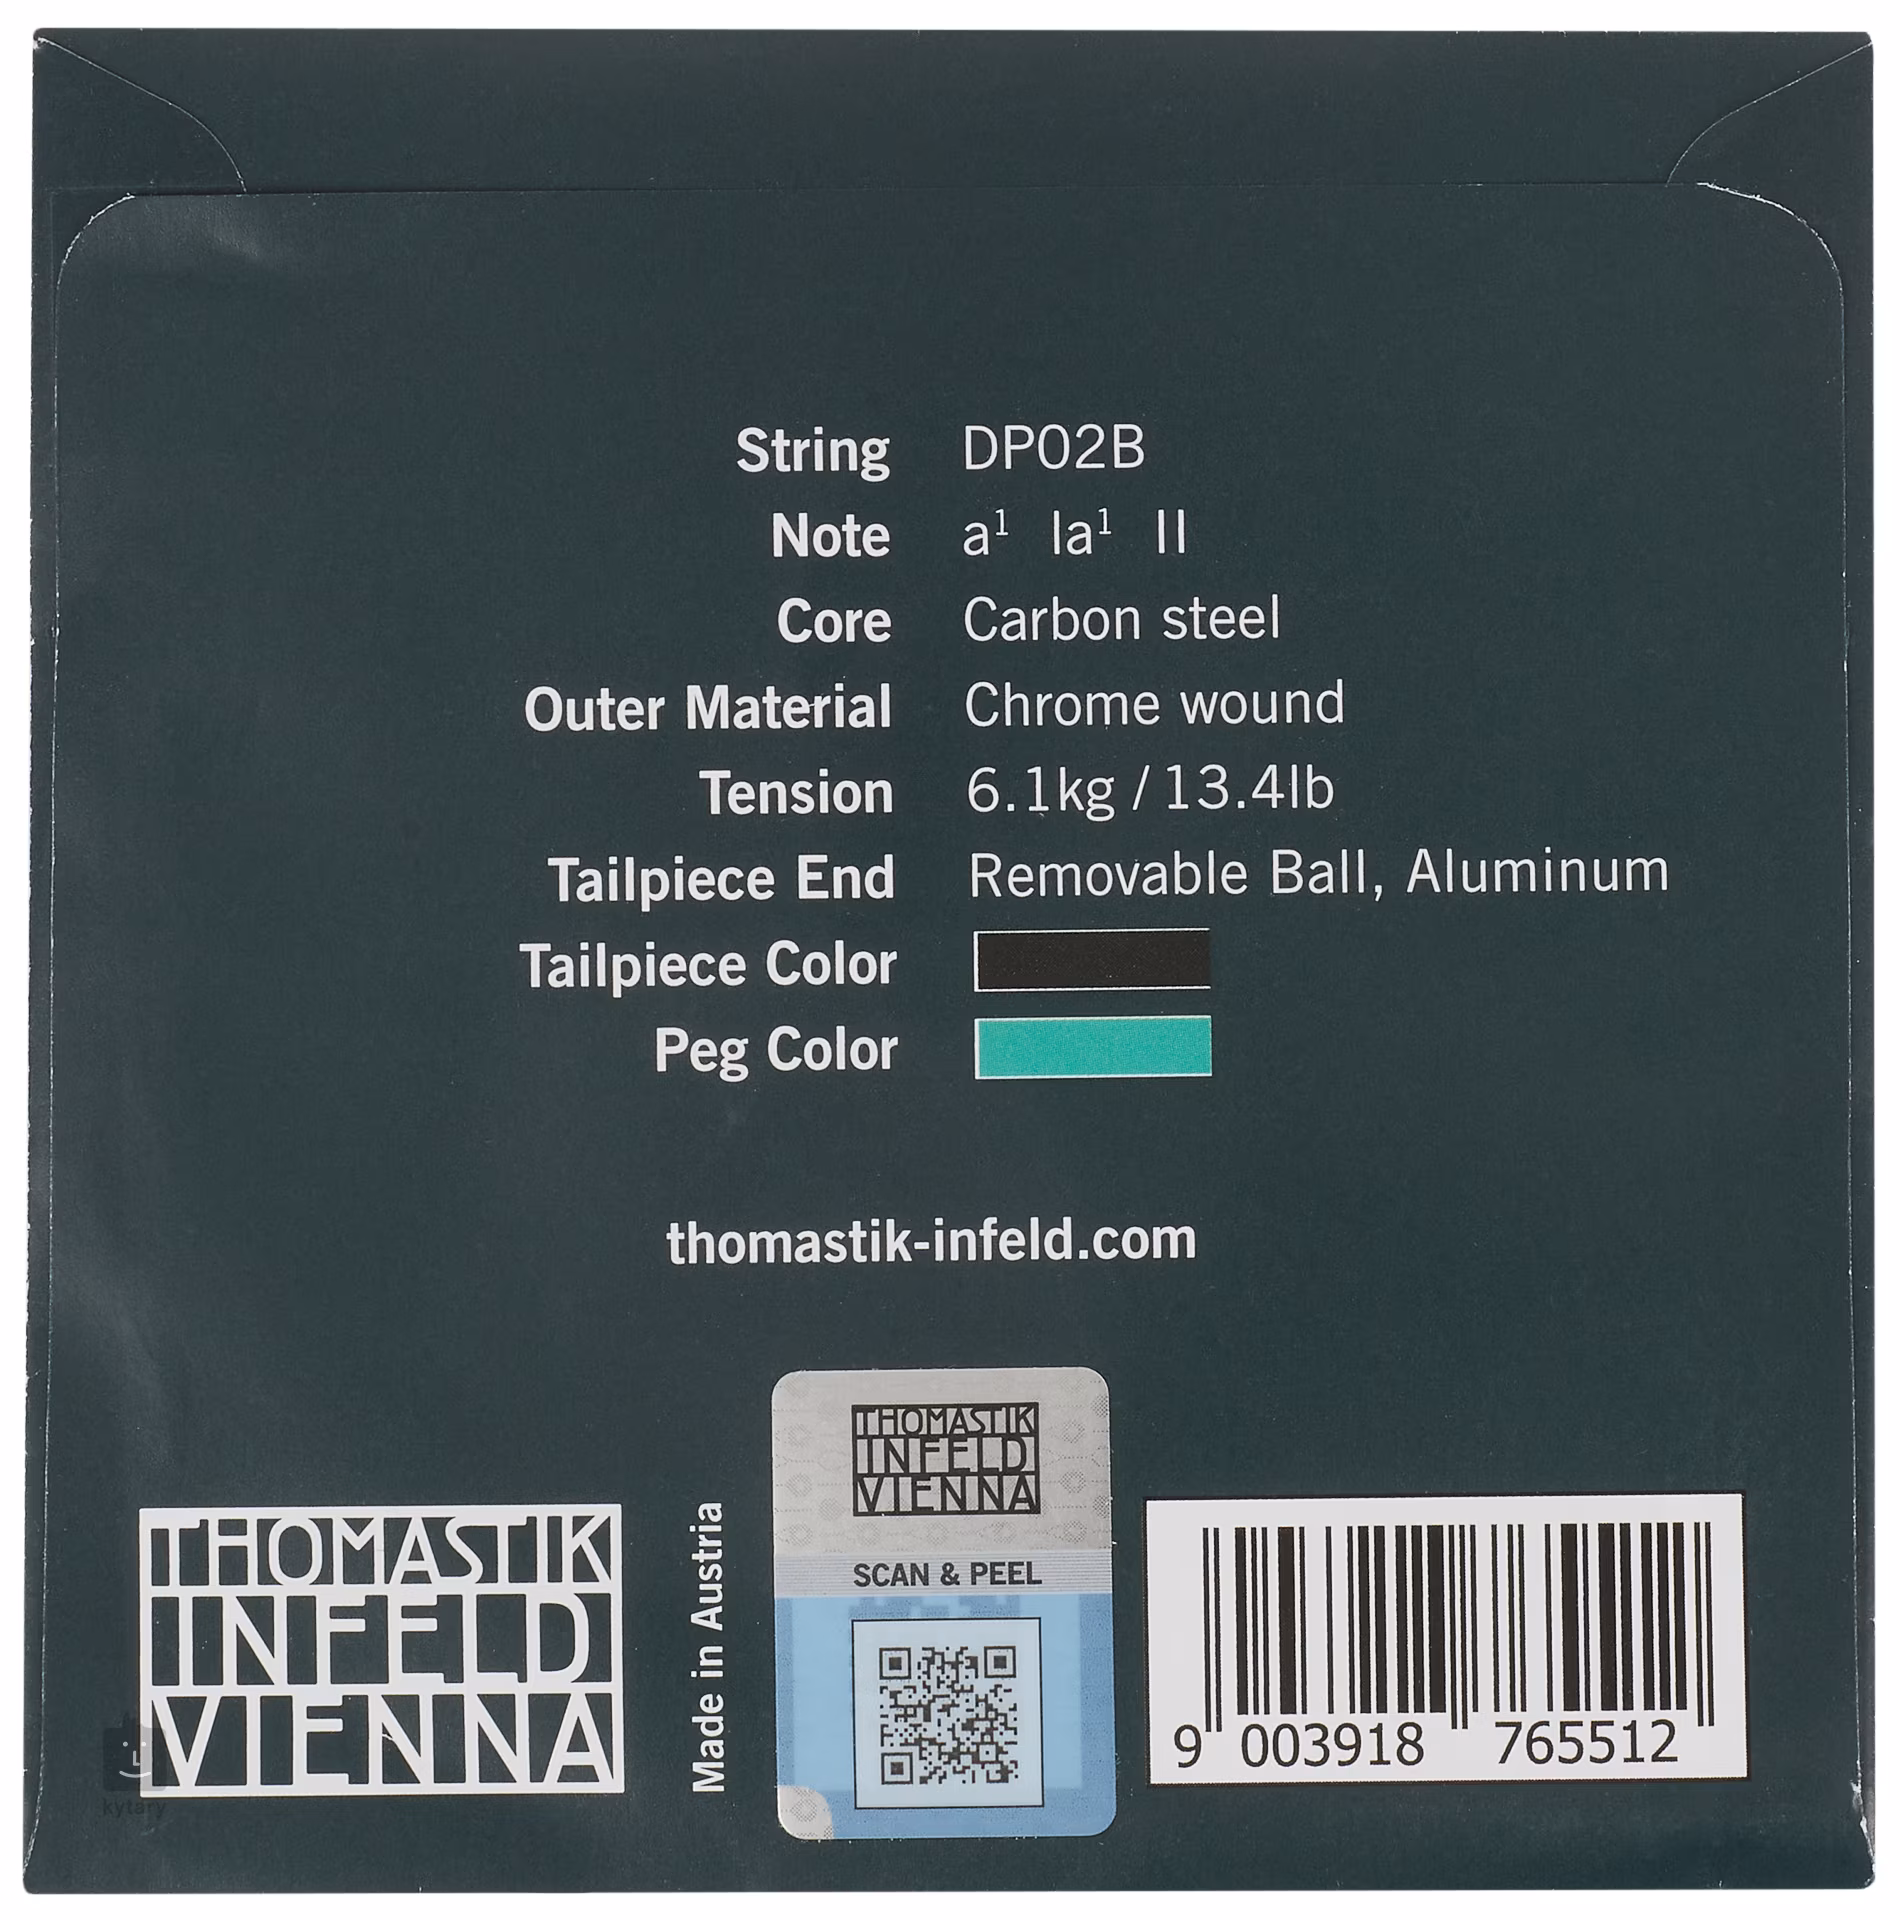 String DP02B
Note a¹ la¹ II
Core Carbon steel
Outer Material Chrome wound
Tension 6.1kg / 13.4lb
Tailpiece End Removable Ball, Aluminum
Tailpiece Color
Peg Color
thomastik-infeld.com
THOMASTIK
INFELD
VIENNA
Made in Austria
THOMASTIK
INFELD
VIENNA
SCAN & PEEL
9 003918 765512
kytary